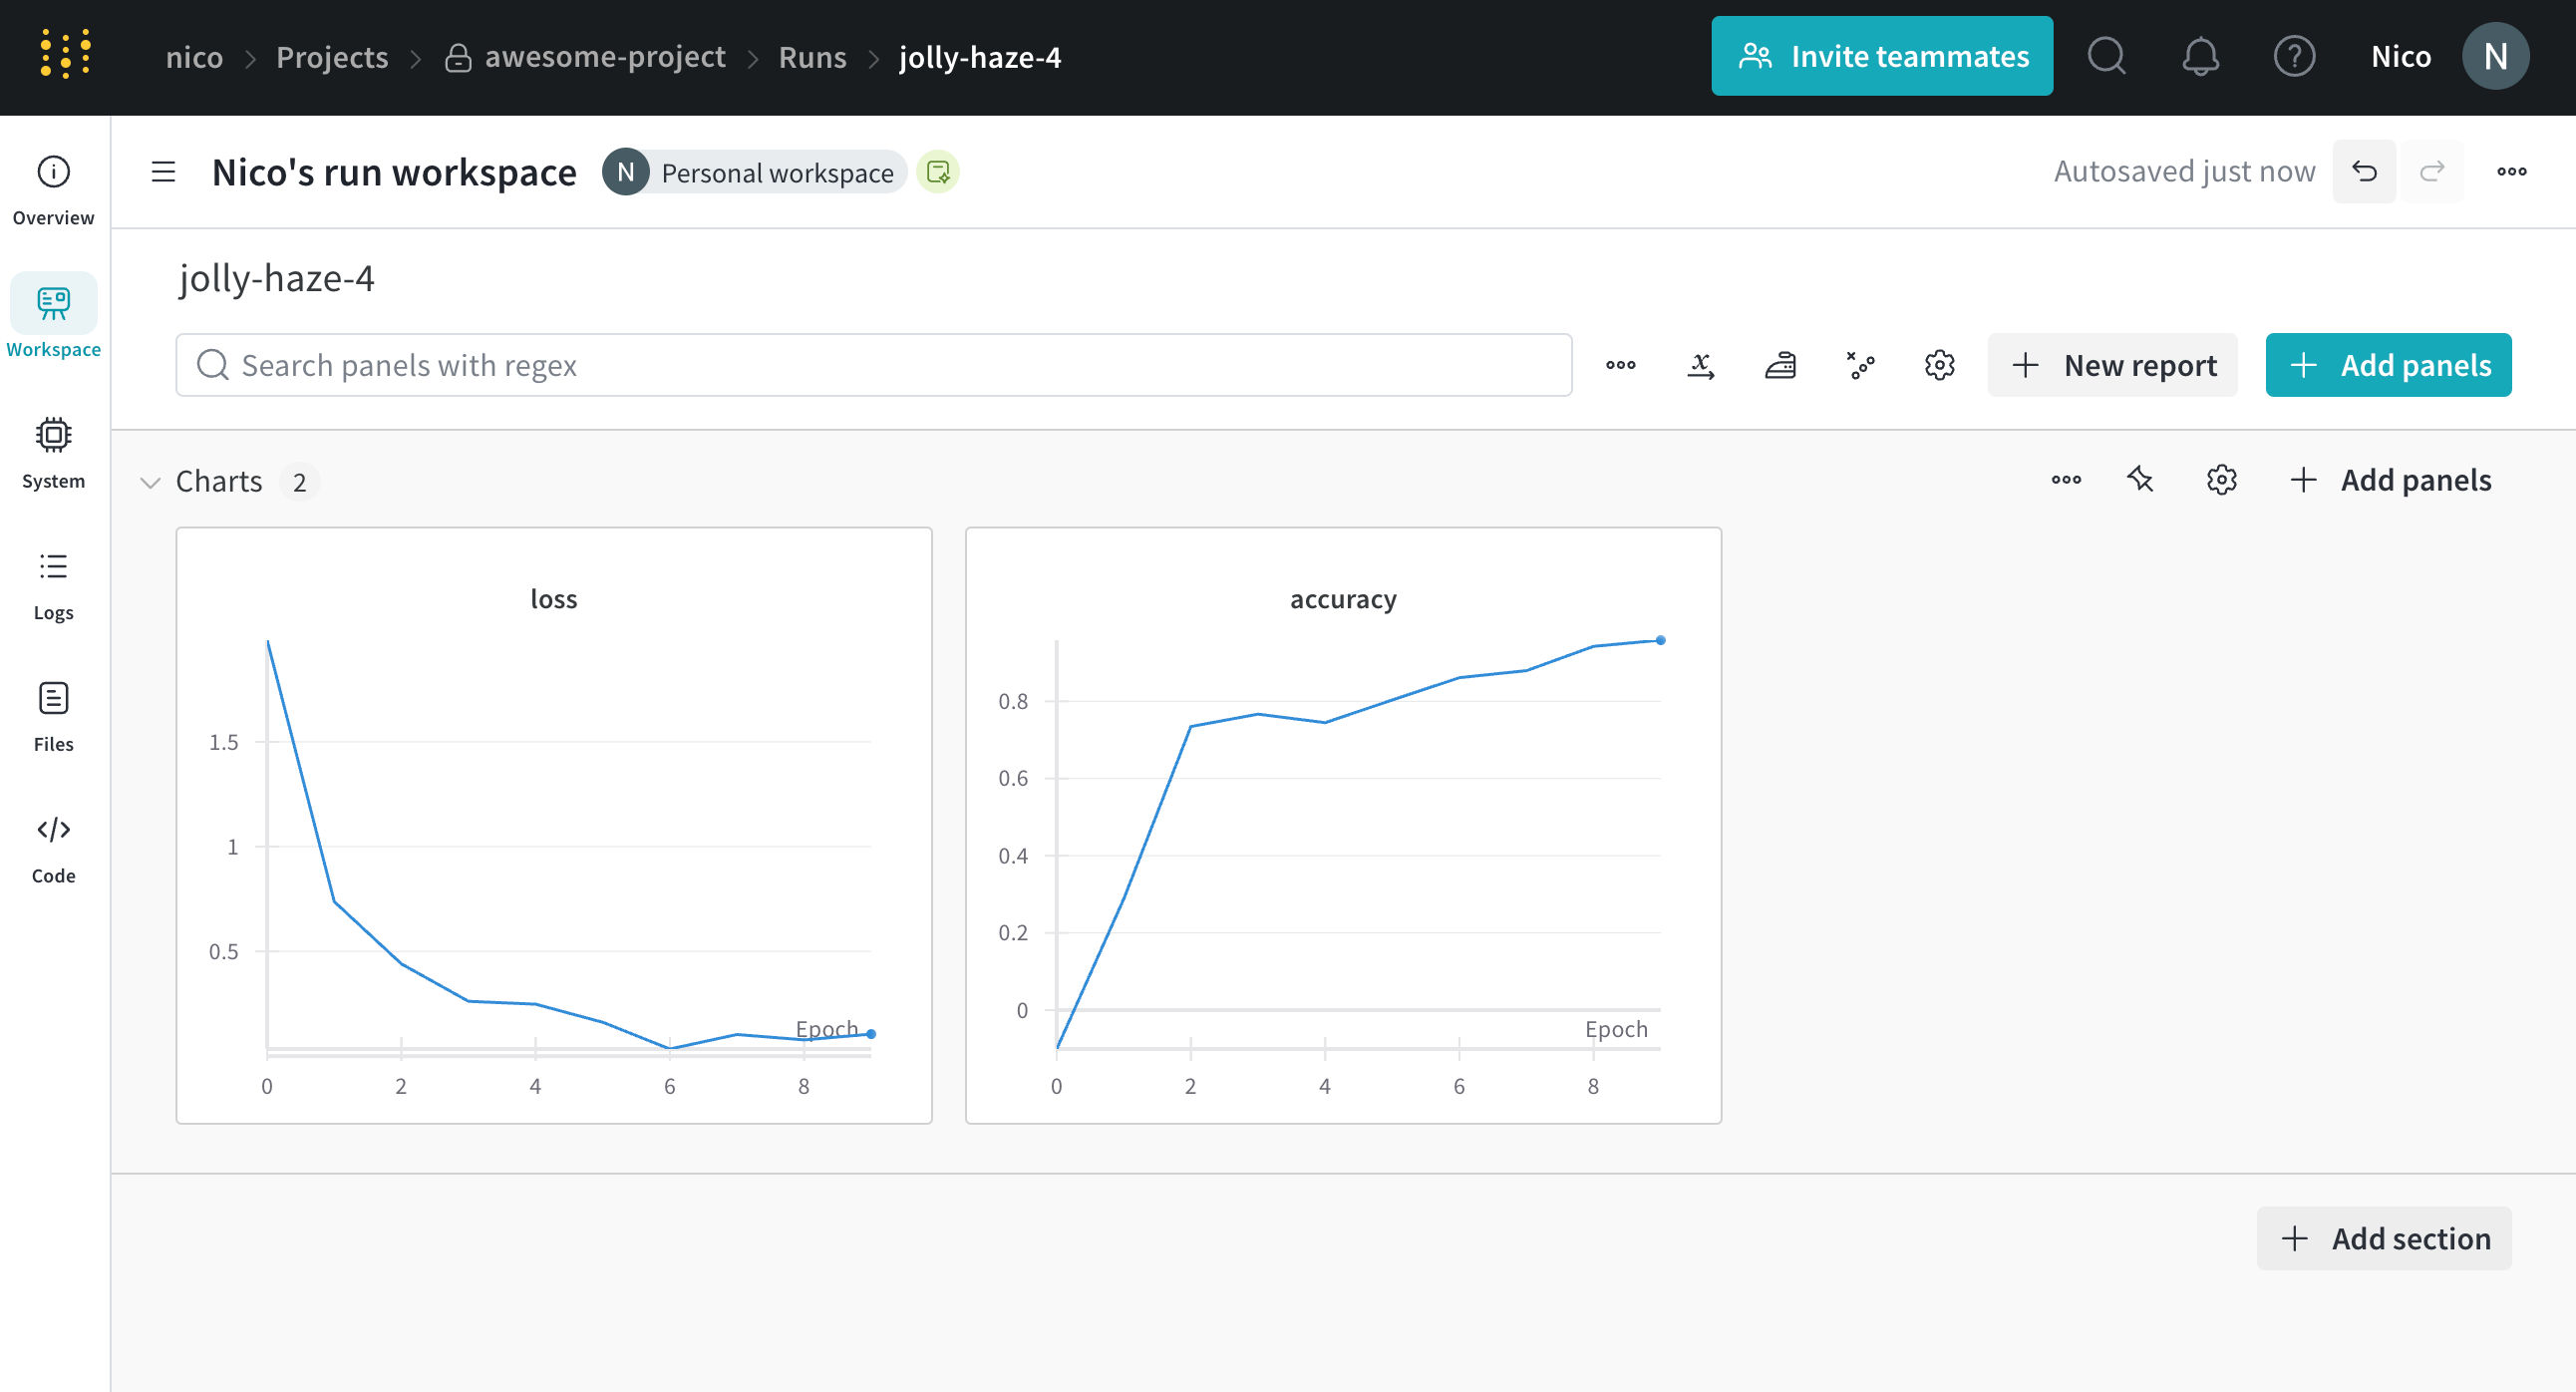 nico > Projects > awesome-project > Runs > jolly-haze-4
Invite teammates
Nico N
Overview
Workspace
System
Logs
Files
Code
Nico's run workspace N Personal workspace
Autosaved just now
jolly-haze-4
Search panels with regex
New report
Add panels
Charts 2
Add panels
loss
1.5
1
0.5
Epoch
0 2 4 6 8
accuracy
0.8
0.6
0.4
0.2
0
Epoch
0 2 4 6 8
Add section